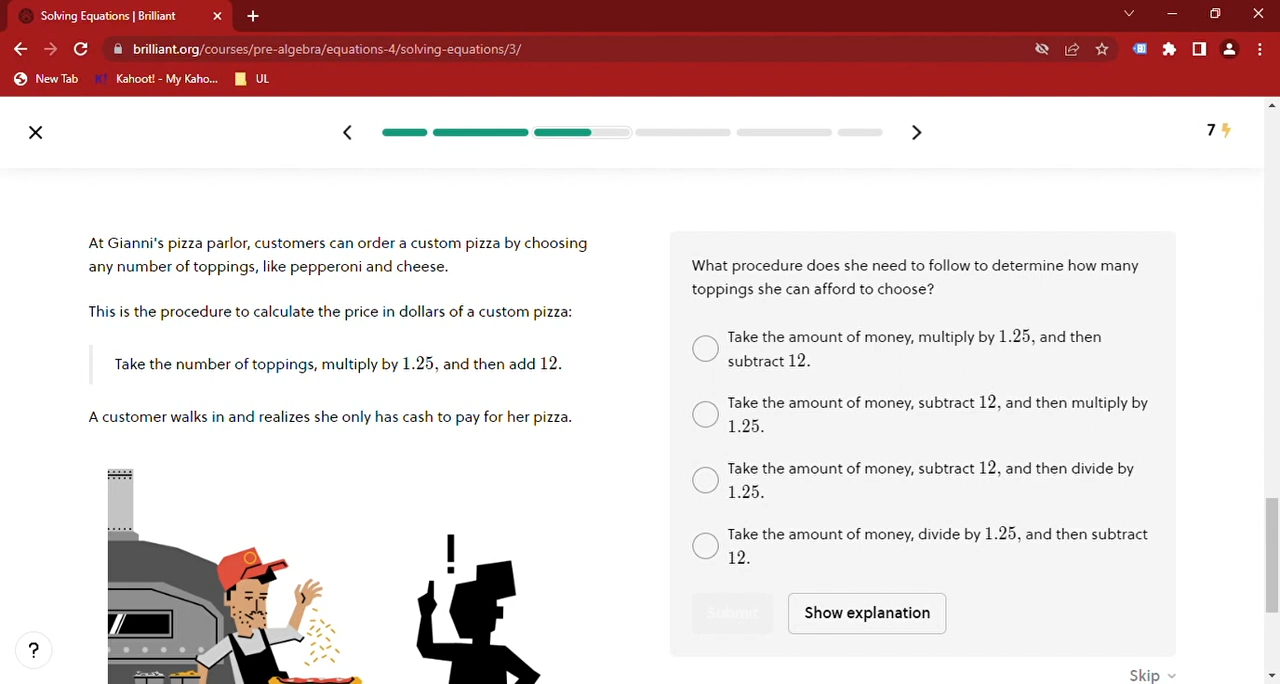 Solving Equations | Brilliant
brilliant.org/courses/pre-algebra/equations-4/solving-equations/3/
New Tab
K! Kahoot! - My Kaho...
UL
7
At Gianni's pizza parlor, customers can order a custom pizza by choosing
any number of toppings, like pepperoni and cheese.
This is the procedure to calculate the price in dollars of a custom pizza:
Take the number of toppings, multiply by 1.25, and then add 12.
A customer walks in and realizes she only has cash to pay for her pizza.
!
What procedure does she need to follow to determine how many
toppings she can afford to choose?
Take the amount of money, multiply by 1.25, and then
subtract 12.
Take the amount of money, subtract 12, and then multiply by
1.25.
Take the amount of money, subtract 12, and then divide by
1.25.
Take the amount of money, divide by 1.25, and then subtract
12.
Submit
Show explanation
?
Skip